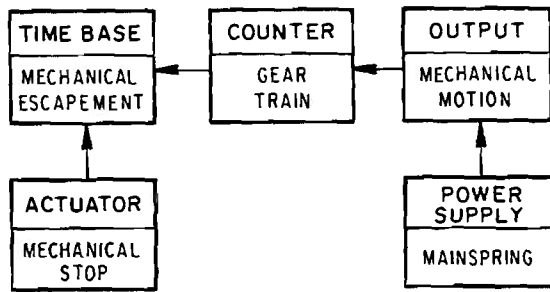 TIME BASE
MECHANICAL
ESCAPEMENT
COUNTER
GEAR
TRAIN
OUTPUT
MECHANICAL
MOTION
ACTUATOR
MECHANICAL
STOP
POWER
SUPPLY
MAINSPRING